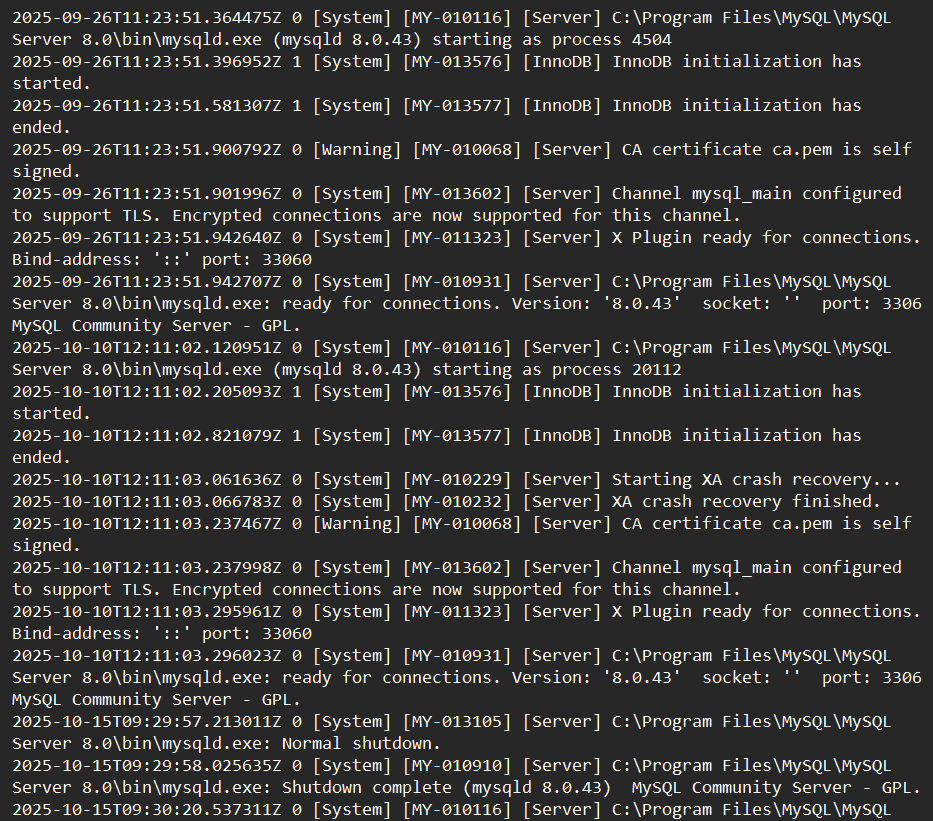 2025-09-26T11:23:51.364475Z 0 [System] [MY-010116] [Server] C:\Program Files\MySQL\MySQL
Server 8.0\bin\mysqld.exe (mysqld 8.0.43) starting as process 4504
2025-09-26T11:23:51.396952Z 1 [System] [MY-013576] [InnoDB] InnoDB initialization has
started.
2025-09-26T11:23:51.581307Z 1 [System] [MY-013577] [InnoDB] InnoDB initialization has
ended.
2025-09-26T11:23:51.900792Z 0 [Warning] [MY-010068] [Server] CA certificate ca.pem is self
signed.
2025-09-26T11:23:51.901996Z 0 [System] [MY-013602] [Server] Channel mysql_main configured
to support TLS. Encrypted connections are now supported for this channel.
2025-09-26T11:23:51.942640Z 0 [System] [MY-011323] [Server] X Plugin ready for connections.
Bind-address: '::' port: 33060
2025-09-26T11:23:51.942707Z 0 [System] [MY-010931] [Server] C:\Program Files\MySQL\MySQL
Server 8.0\bin\mysqld.exe: ready for connections. Version: '8.0.43'  socket: ''  port: 3306
MySQL Community Server - GPL.
2025-10-10T12:11:02.120951Z 0 [System] [MY-010116] [Server] C:\Program Files\MySQL\MySQL
Server 8.0\bin\mysqld.exe (mysqld 8.0.43) starting as process 20112
2025-10-10T12:11:02.205093Z 1 [System] [MY-013576] [InnoDB] InnoDB initialization has
started.
2025-10-10T12:11:02.821079Z 1 [System] [MY-013577] [InnoDB] InnoDB initialization has
ended.
2025-10-10T12:11:03.061636Z 0 [System] [MY-010229] [Server] Starting XA crash recovery...
2025-10-10T12:11:03.066783Z 0 [System] [MY-010232] [Server] XA crash recovery finished.
2025-10-10T12:11:03.237467Z 0 [Warning] [MY-010068] [Server] CA certificate ca.pem is self
signed.
2025-10-10T12:11:03.237998Z 0 [System] [MY-013602] [Server] Channel mysql_main configured
to support TLS. Encrypted connections are now supported for this channel.
2025-10-10T12:11:03.295961Z 0 [System] [MY-011323] [Server] X Plugin ready for connections.
Bind-address: '::' port: 33060
2025-10-10T12:11:03.296023Z 0 [System] [MY-010931] [Server] C:\Program Files\MySQL\MySQL
Server 8.0\bin\mysqld.exe: ready for connections. Version: '8.0.43'  socket: ''  port: 3306
MySQL Community Server - GPL.
2025-10-15T09:29:57.213011Z 0 [System] [MY-013105] [Server] C:\Program Files\MySQL\MySQL
Server 8.0\bin\mysqld.exe: Normal shutdown.
2025-10-15T09:29:58.025635Z 0 [System] [MY-010910] [Server] C:\Program Files\MySQL\MySQL
Server 8.0\bin\mysqld.exe: Shutdown complete (mysqld 8.0.43)  MySQL Community Server - GPL.
2025-10-15T09:30:20.537311Z 0 [System] [MY-010116] [Server] C:\Program Files\MySQL\MySQL